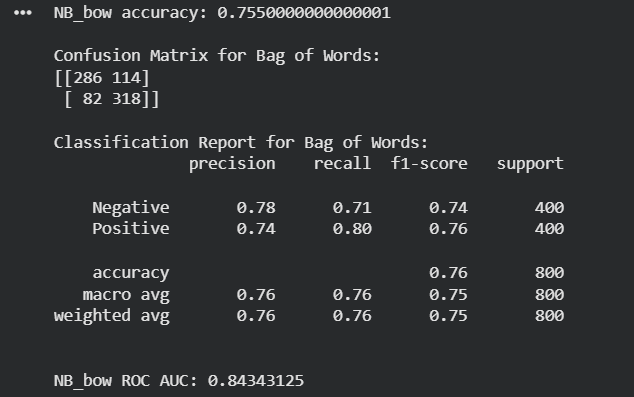 ••• NB_bow accuracy: 0.7550000000000001
Confusion Matrix for Bag of Words:
[[286 114]
[ 82 318]]
Classification Report for Bag of Words:
precision recall f1-score support
Negative 0.78 0.71 0.74 400
Positive 0.74 0.80 0.76 400
accuracy 0.76 800
macro avg 0.76 0.76 0.75 800
weighted avg 0.76 0.76 0.75 800
NB_bow ROC AUC: 0.84343125